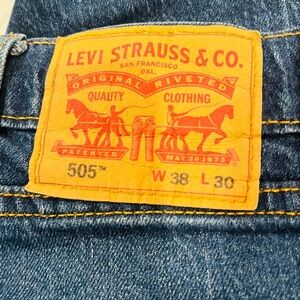 LEVI STRAUSS & CO.
SAN FRANCISCO
CAL.
ORIGINAL RIVETED
QUALITY CLOTHING
PATENTED MAY 20 1873
505™ W 38 L 30